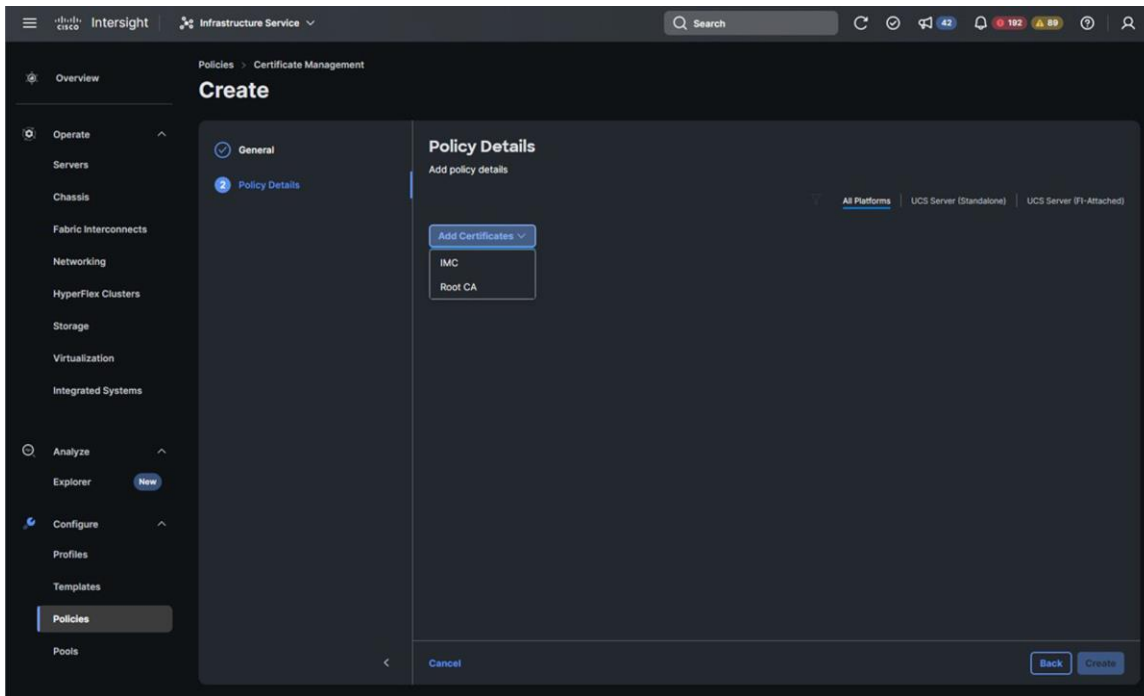 cisco Intersight Infrastructure Service Search 42 192 89
Overview
Operate
Servers
Chassis
Fabric Interconnects
Networking
HyperFlex Clusters
Storage
Virtualization
Integrated Systems
Analyze
Explorer New
Configure
Profiles
Templates
Policies
Pools
Policies > Certificate Management
Create
General
2 Policy Details
Policy Details
Add policy details
All Platforms UCS Server (Standalone) UCS Server (FI-Attached)
Add Certificates
IMC
Root CA
Cancel Back Create